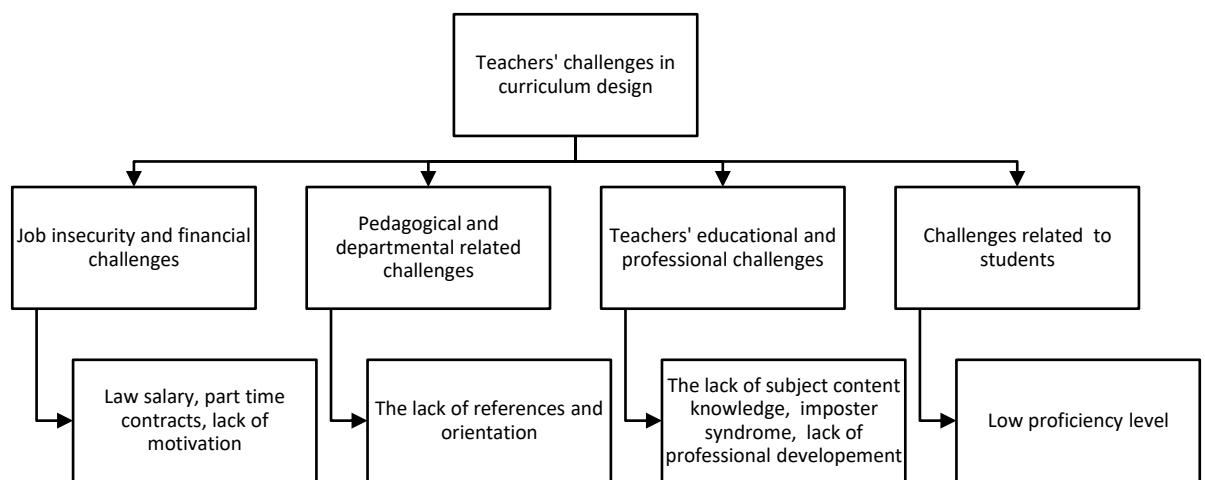 Teachers' challenges in
curriculum design
Job insecurity and financial
challenges
Pedagogical and
departmental related
challenges
Teachers' educational and
professional challenges
Challenges related to
students
Law salary, part time
contracts, lack of
motivation
The lack of references and
orientation
The lack of subject content
knowledge, imposter
syndrome, lack of
professional developement
Low proficiency level